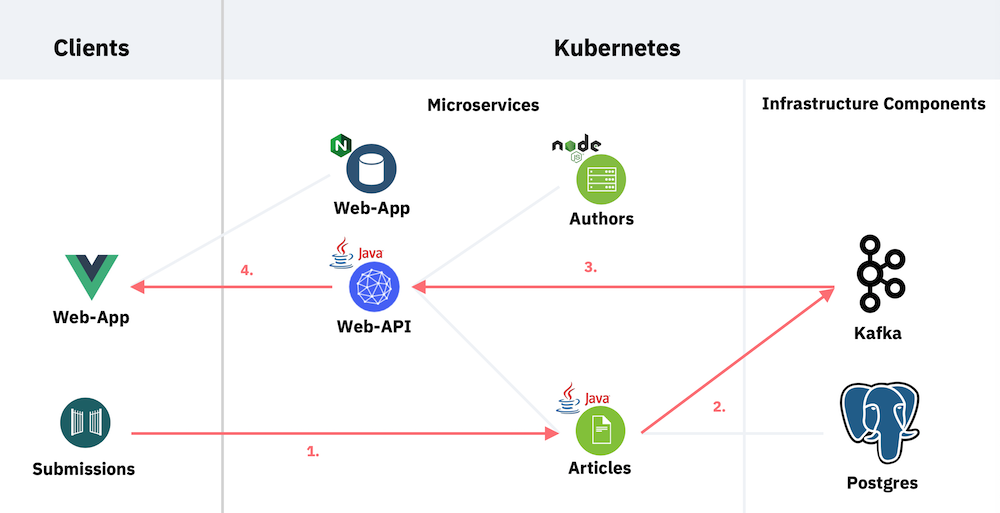 Clients
Kubernetes
Microservices
Infrastructure Components
N
node
JS
Web-App
Authors
Java
4.
3.
Web-App
Web-API
Kafka
Java
2.
1.
Submissions
Articles
Postgres